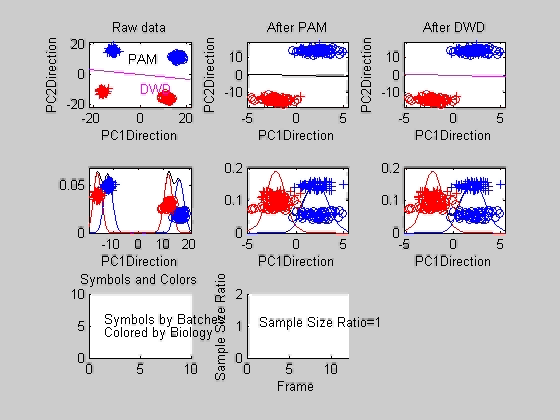 Raw data
After PAM
After DWD
20
0
-20
PC2Direction
PAM
DWD
-20
0
20
PC1Direction
10
0
-10
PC2Direction
-5
0
5
PC1Direction
10
0
-10
PC2Direction
-5
0
5
PC1Direction
0.05
0
-10
0
10
20
PC1Direction
0.2
0.1
0
-5
0
5
PC1Direction
0.2
0.1
0
-5
0
5
PC1Direction
Symbols and Colors
10
5
0
Symbols by Batches
Colored by Biology
0
5
10
Sample Size Ratio
2
1
0
Sample Size Ratio=1
0
5
10
Frame